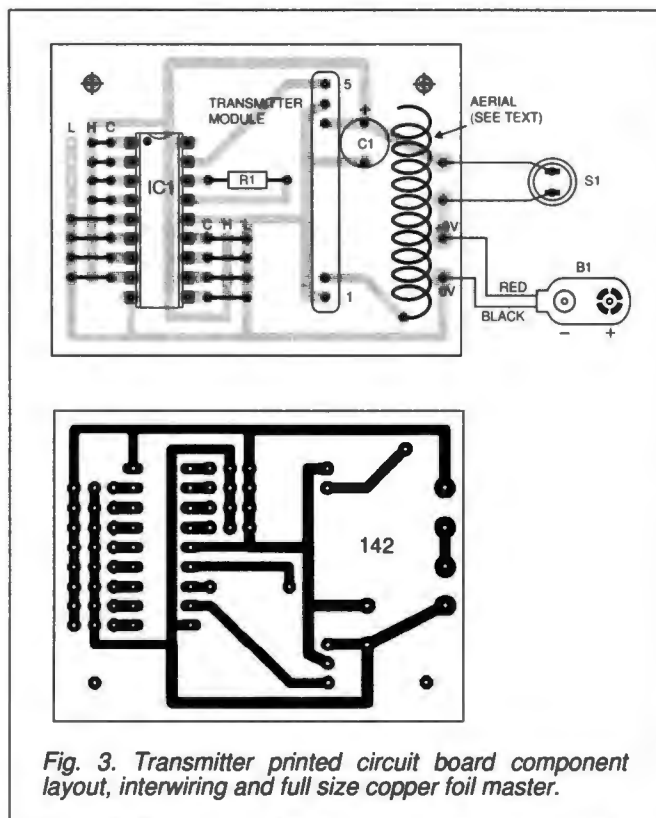 5
TRANSMITTER
MODULE
AERIAL
(SEE TEXT)
+
L H C
C1
IC1
R1
S1
C H L
+9V
B1
RED
0V
1
BLACK
- +
142
Fig. 3. Transmitter printed circuit board component
layout, interwiring and full size copper foil master.